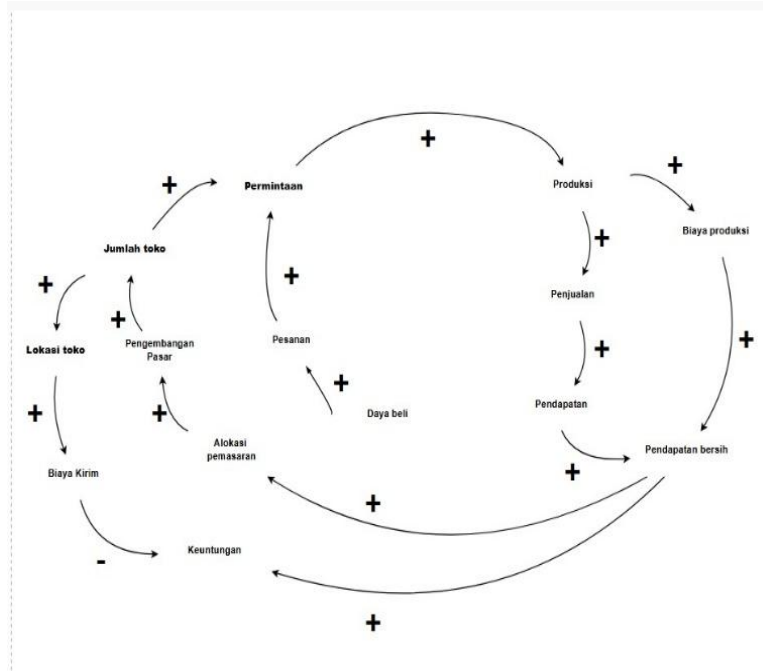 +
+
+
Permintaan
Produksi
Biaya produksi
Jumlah toko
+
+
+
Penjualan
+
Lokasi toko
Pengembangan
Pasar
Pesanan
+
+
+
+
+
Daya beli
Pendapatan
Alokasi
pemasaran
Pendapatan bersih
Biaya Kirim
+
+
Keuntungan
-
+